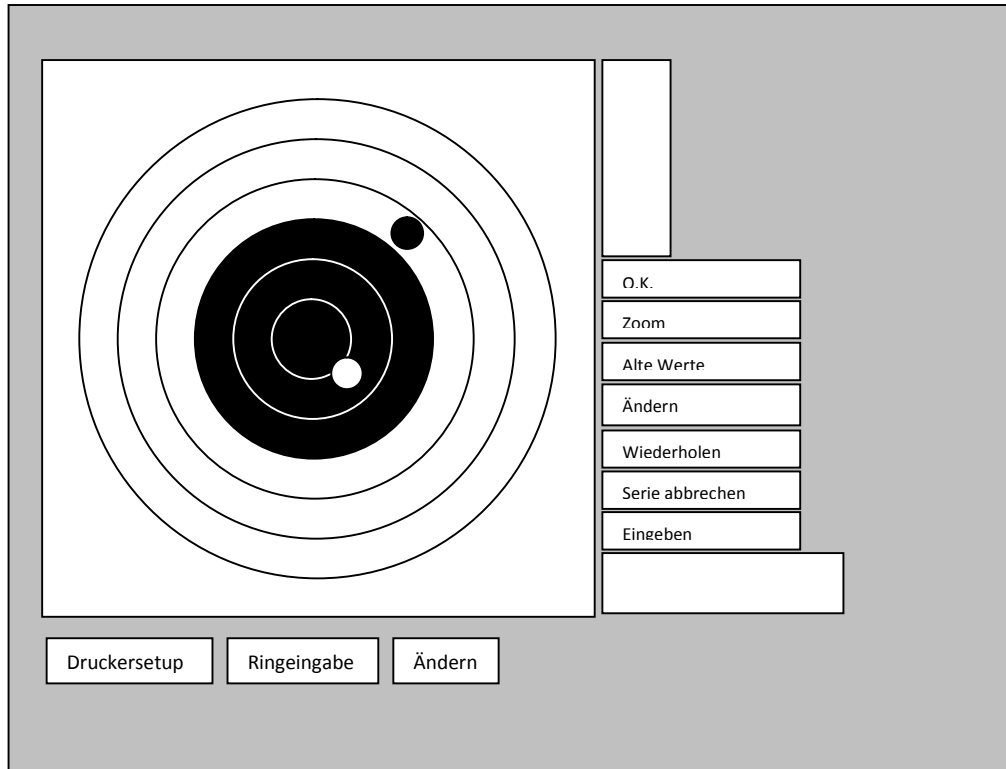 O.K.
Zoom
Alte Werte
Ändern
Wiederholen
Serie abbrechen
Eingeben
Druckersetup
Ringeingabe
Ändern